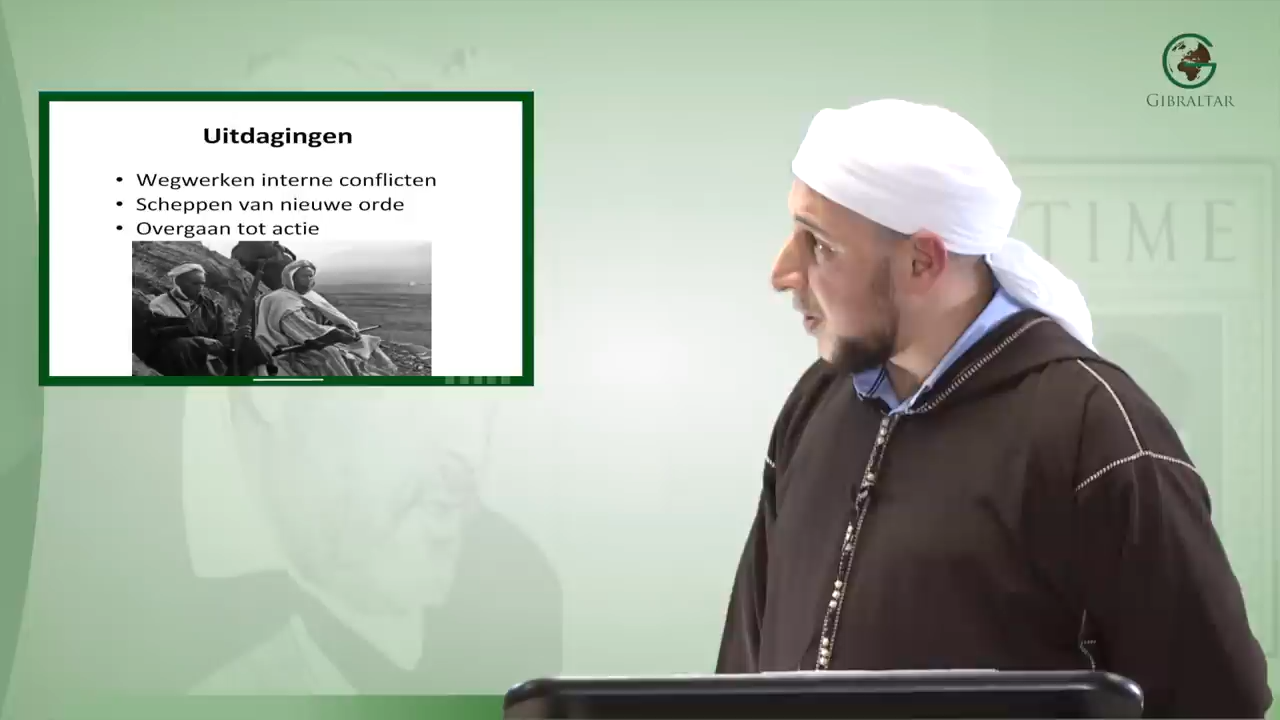 Uitdagingen
• Wegwerken interne conflicten
• Scheppen van nieuwe orde
• Overgaan tot actie
GIBRALTAR
TIME